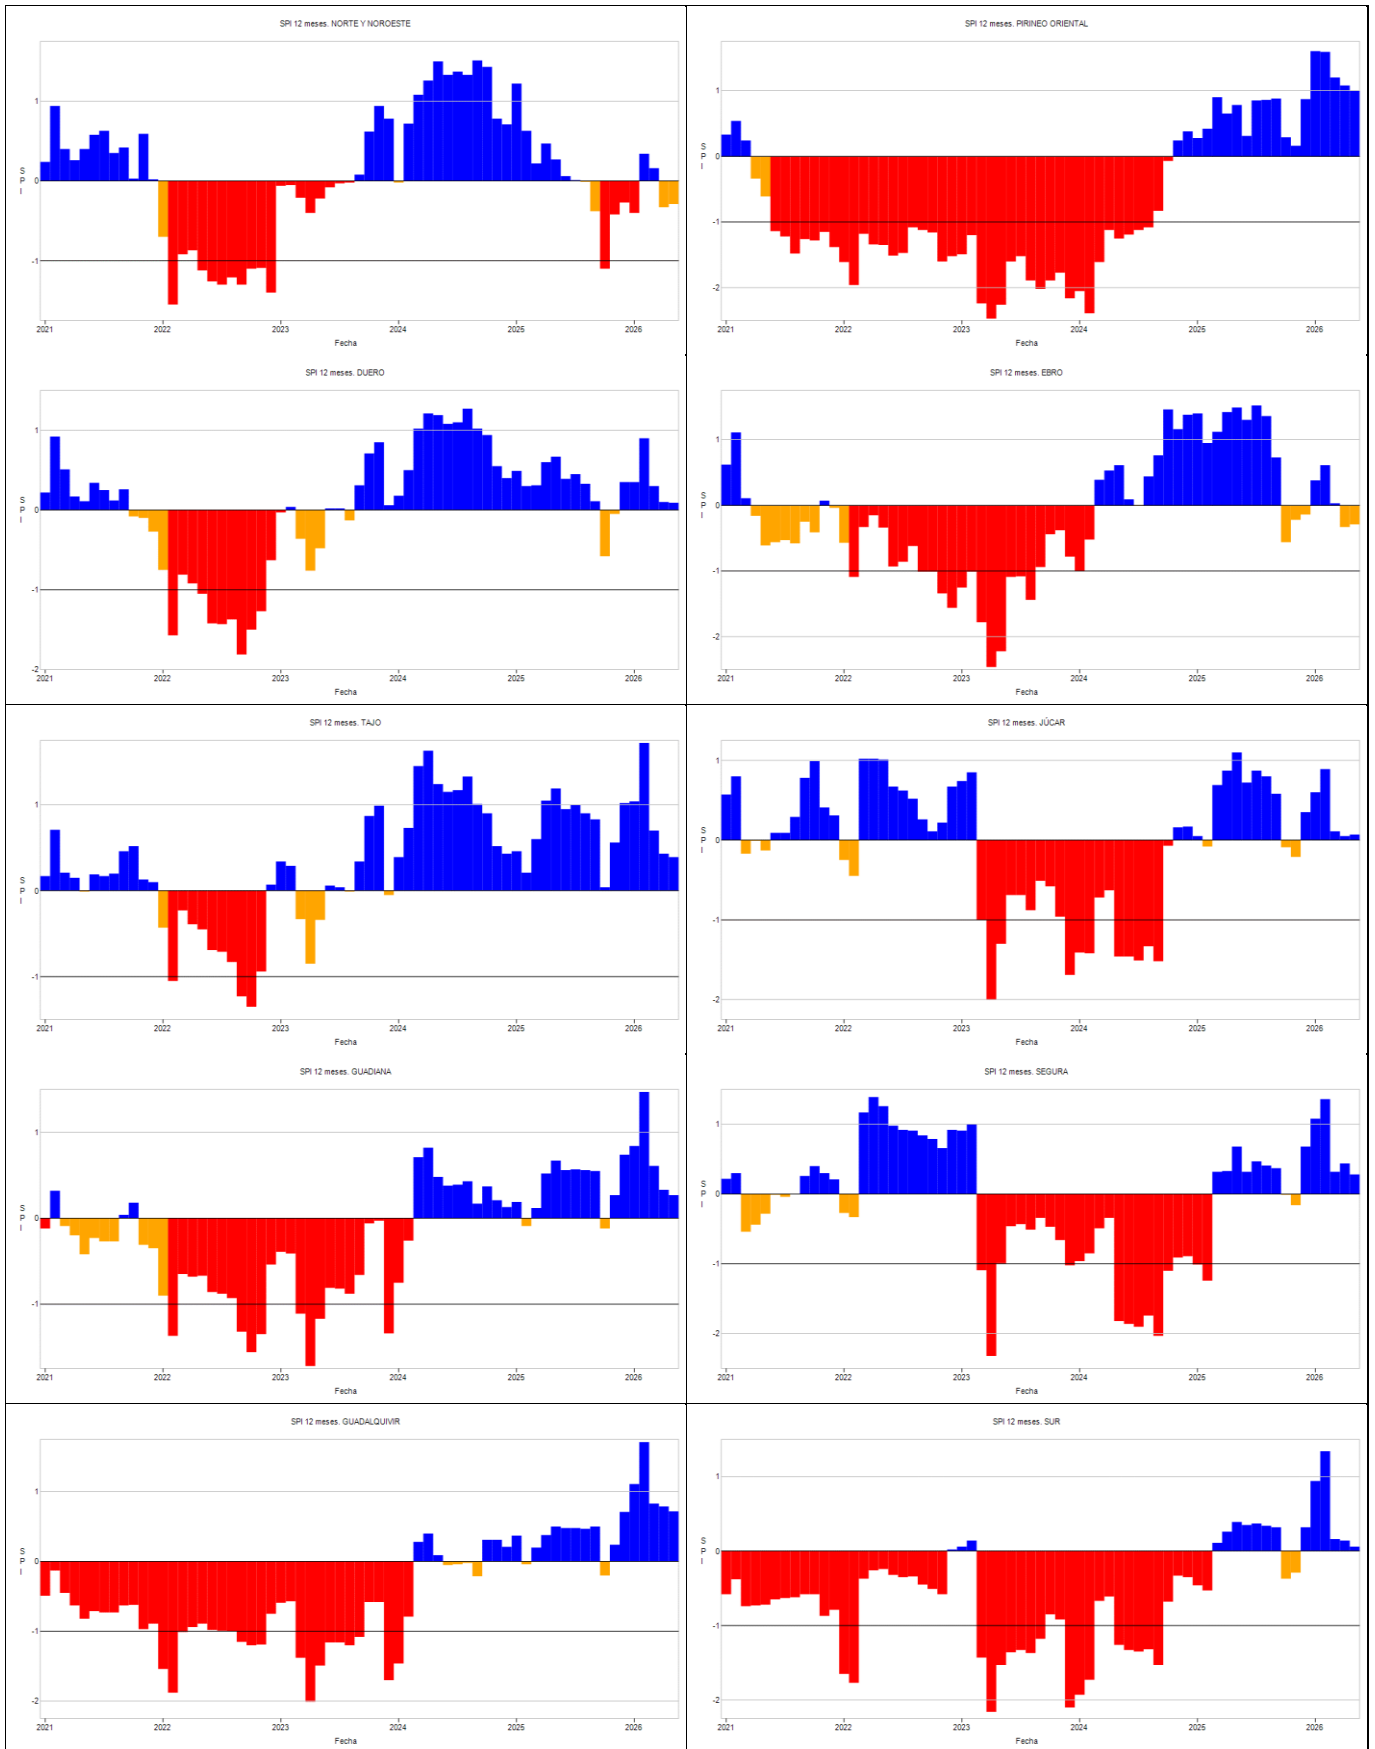 SPI 12 meses. NORTE Y NOROESTE
1
0
-1
S
P
I
2021 2022 2023 2024 2025 2026
Fecha
SPI 12 meses. PIRINEO ORIENTAL
1
0
-1
-2
S
P
I
2021 2022 2023 2024 2025 2026
Fecha
SPI 12 meses. DUERO
1
0
-1
-2
S
P
I
2021 2022 2023 2024 2025 2026
Fecha
SPI 12 meses. EBRO
1
0
-1
-2
S
P
I
2021 2022 2023 2024 2025 2026
Fecha
SPI 12 meses. TAJO
1
0
-1
S
P
I
2021 2022 2023 2024 2025 2026
Fecha
SPI 12 meses. JÚCAR
1
0
-1
-2
S
P
I
2021 2022 2023 2024 2025 2026
Fecha
SPI 12 meses. GUADIANA
1
0
-1
S
P
I
2021 2022 2023 2024 2025 2026
Fecha
SPI 12 meses. SEGURA
1
0
-1
-2
S
P
I
2021 2022 2023 2024 2025 2026
Fecha
SPI 12 meses. GUADALQUIVIR
1
0
-1
-2
S
P
I
2021 2022 2023 2024 2025 2026
Fecha
SPI 12 meses. SUR
1
0
-1
-2
S
P
I
2021 2022 2023 2024 2025 2026
Fecha